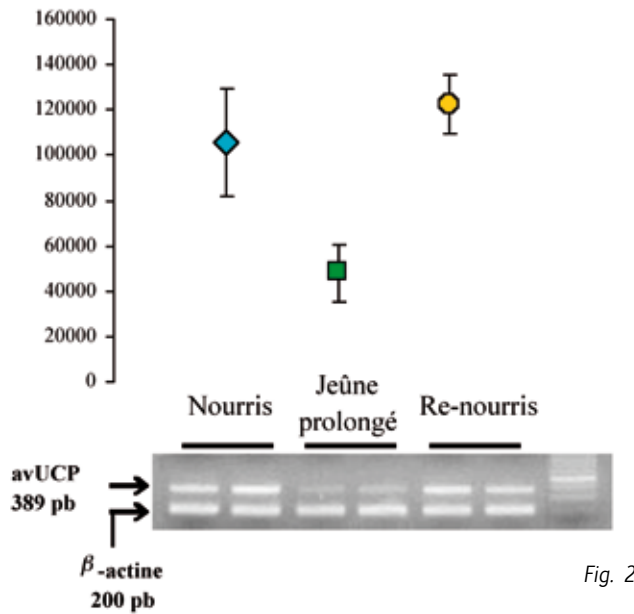 160000
140000
120000
100000
80000
60000
40000
20000
0
Nourris
Jeûne
prolongé
Re-nourris
avUCP
389 pb
β-actine
200 pb
Fig. 2